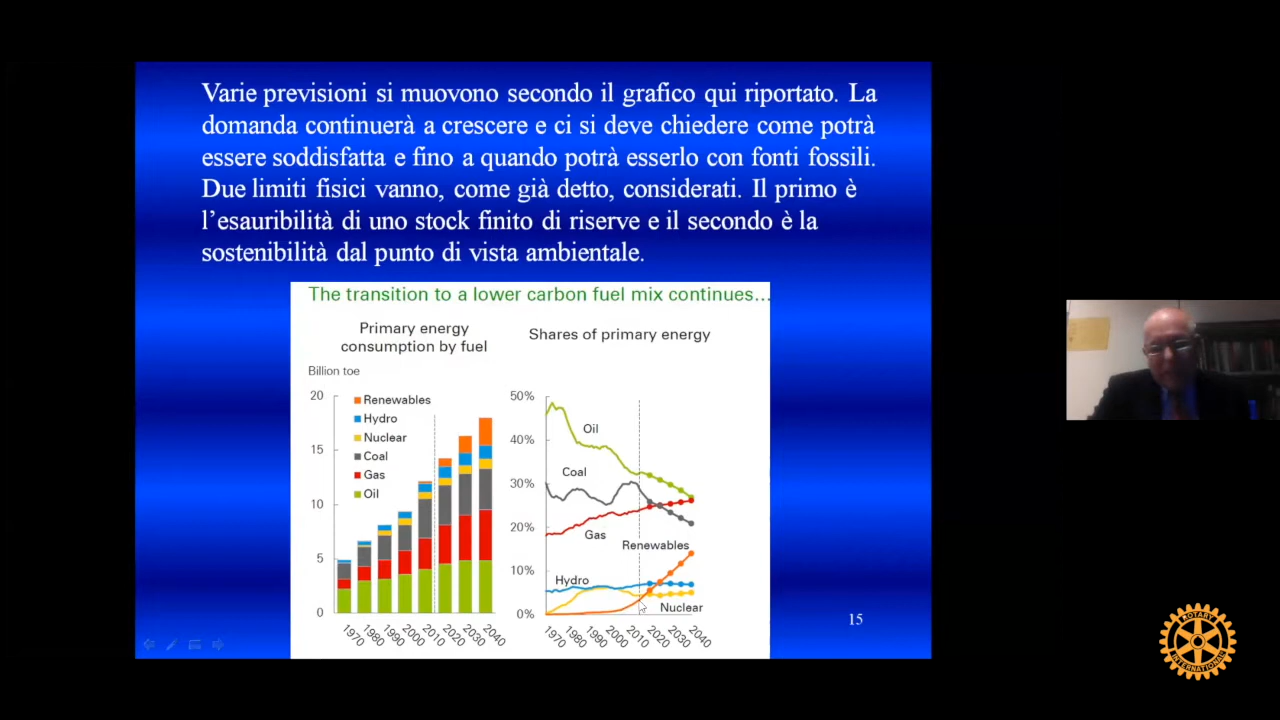 Varie previsioni si muovono secondo il grafico qui riportato. La
domanda continuerà a crescere e ci si deve chiedere come potrà
essere soddisfatta e fino a quando potrà esserlo con fonti fossili.
Due limiti fisici vanno, come già detto, considerati. Il primo è
l’esauribilità di uno stock finito di riserve e il secondo è la
sostenibilità dal punto di vista ambientale.
The transition to a lower carbon fuel mix continues…
Primary energy
consumption by fuel
Billion toe
20
15
10
5
0
Renewables
Hydro
Nuclear
Coal
Gas
Oil
1970
1980
1990
2000
2010
2020
2030
2040
Shares of primary energy
50%
40%
30%
20%
10%
0%
Oil
Coal
Gas
Renewables
Hydro
Nuclear
1970
1980
1990
2000
2010
2020
2030
2040
15
ROTARY
INTERNATIONAL